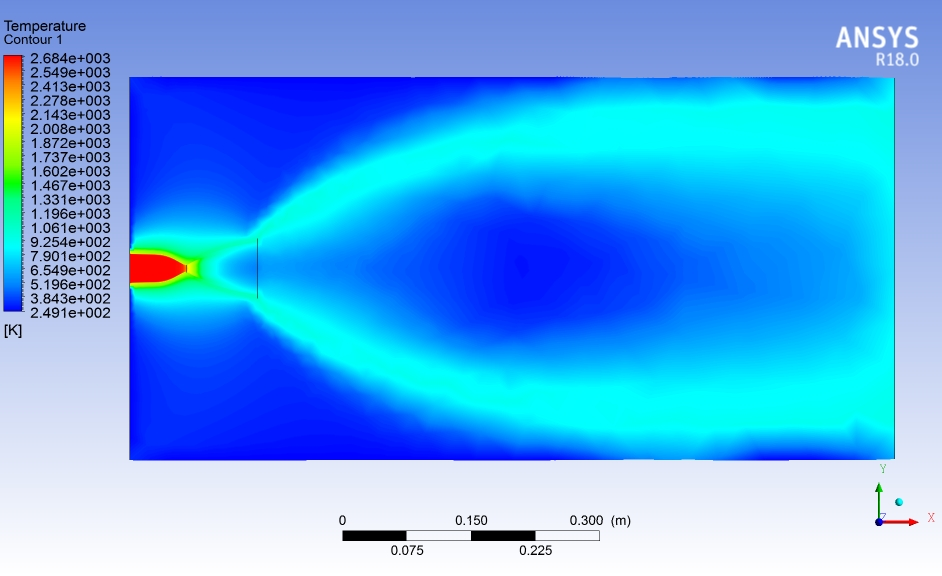 Temperature
Contour 1
2.684e+003
2.549e+003
2.413e+003
2.278e+003
2.143e+003
2.008e+003
1.872e+003
1.737e+003
1.602e+003
1.467e+003
1.331e+003
1.196e+003
1.061e+003
9.254e+002
7.901e+002
6.549e+002
5.196e+002
3.843e+002
2.491e+002
[K]
ANSYS
R18.0
0 0.150 0.300 (m)
0.075 0.225
Y
Z X